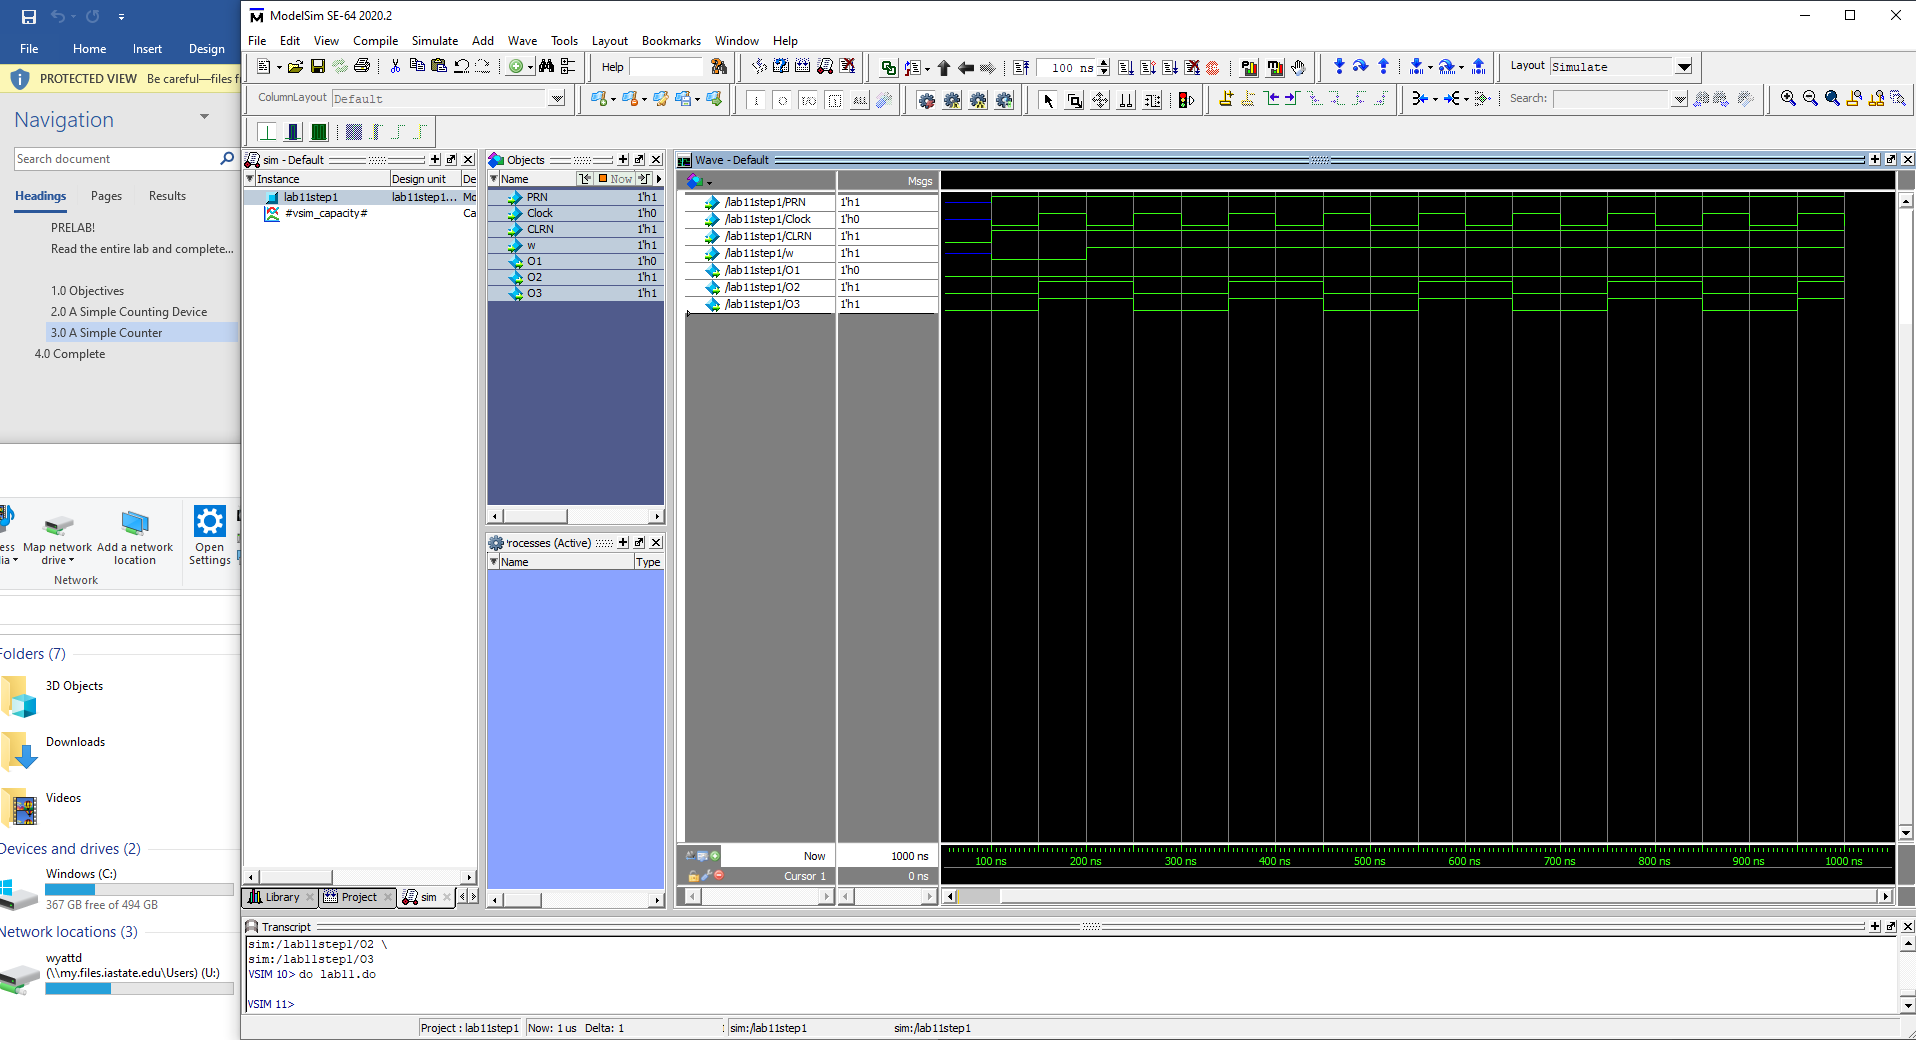 ModelSim SE-64 2020.2
File Home Insert Design
File Edit View Compile Simulate Add Wave Tools Layout Bookmarks Window Help
PROTECTED VIEW Be careful—files f
Help
100 ns
Layout Simulate
ColumnLayout Default
ALL
Search:
Navigation
Search document
Headings Pages Results
PRELAB!
Read the entire lab and complete...
1.0 Objectives
2.0 A Simple Counting Device
3.0 A Simple Counter
4.0 Complete
ess
ia
Map network drive
Add a network location
Open Settings
Network
Folders (7)
3D Objects
Downloads
Videos
Devices and drives (2)
Windows (C:)
367 GB free of 494 GB
Network locations (3)
wyattd
(\\my.files.iastate.edu\Users) (U:)
sim - Default
Instance Design unit De
lab11step1 lab11step1... Mo
#vsim_capacity# Ca
Library Project sim
Objects
Name Now
PRN 1'h1
Clock 1'h0
CLRN 1'h1
w 1'h1
O1 1'h0
O2 1'h1
O3 1'h1
rocesses (Active)
Name Type
Wave - Default
Msgs
/lab11step1/PRN 1'h1
/lab11step1/Clock 1'h0
/lab11step1/CLRN 1'h1
/lab11step1/w 1'h1
/lab11step1/O1 1'h0
/lab11step1/O2 1'h1
/lab11step1/O3 1'h1
Now 1000 ns
Cursor 1 0 ns
100 ns 200 ns 300 ns 400 ns 500 ns 600 ns 700 ns 800 ns 900 ns 1000 ns
Transcript
sim:/lab11step1/O2 \
sim:/lab11step1/O3
VSIM 10> do lab11.do
VSIM 11>
Project : lab11step1 Now: 1 us Delta: 1 sim:/lab11step1 sim:/lab11step1